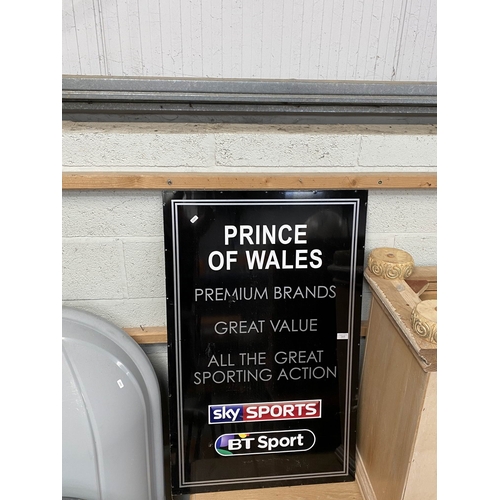 PRINCE
OF WALES
PREMIUM BRANDS
GREAT VALUE
ALL THE GREAT
SPORTING ACTION
sky SPORTS
BT Sport